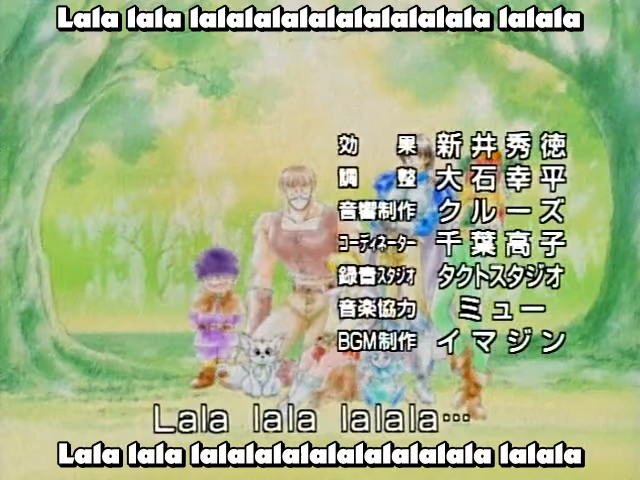 Lala lala lalalalalalalalalalala lalala
効 果 新井秀徳
調 整 大石幸平
音響制作 クルーズ
コーディネーター 千葉高子
録音スタジオ タクトスタジオ
音楽協力 ミュー
BGM制作 イマジン
Lala lala lalala…
Lala lala lalalalalalalalalalala lalala